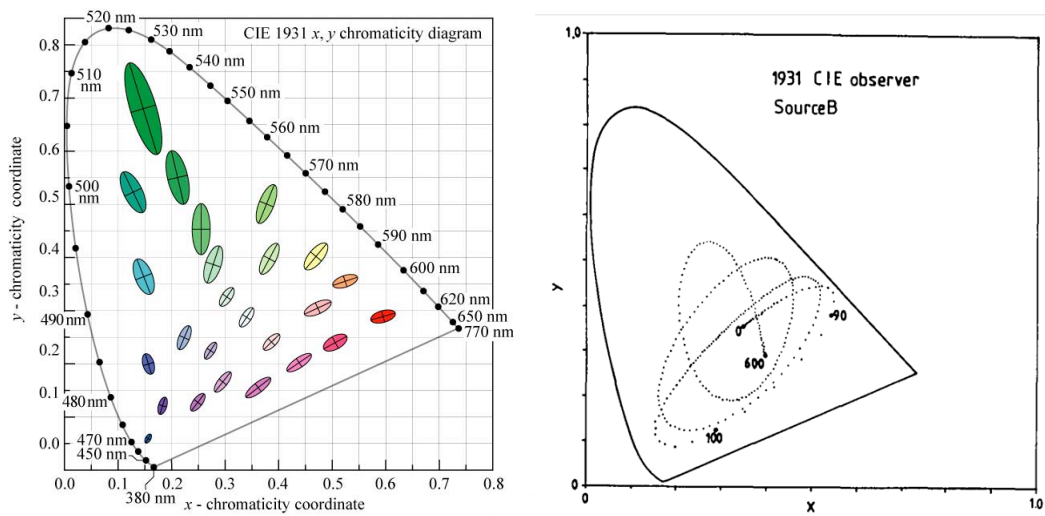 CIE 1931 x, y chromaticity diagram
520 nm
530 nm
540 nm
550 nm
560 nm
570 nm
580 nm
590 nm
600 nm
620 nm
650 nm
770 nm
510
nm
500
nm
490nm
480nm
470 nm
450 nm
380 nm
0.8
0.7
0.6
0.5
0.4
0.3
0.2
0.1
0.0
0.0
0.1
0.2
0.3
0.4
0.5
0.6
0.7
0.8
y - chromaticity coordinate
x - chromaticity coordinate
1.0
1931 CIE observer
SourceB
Y
0
-90
600
100
0
0
X
1.0